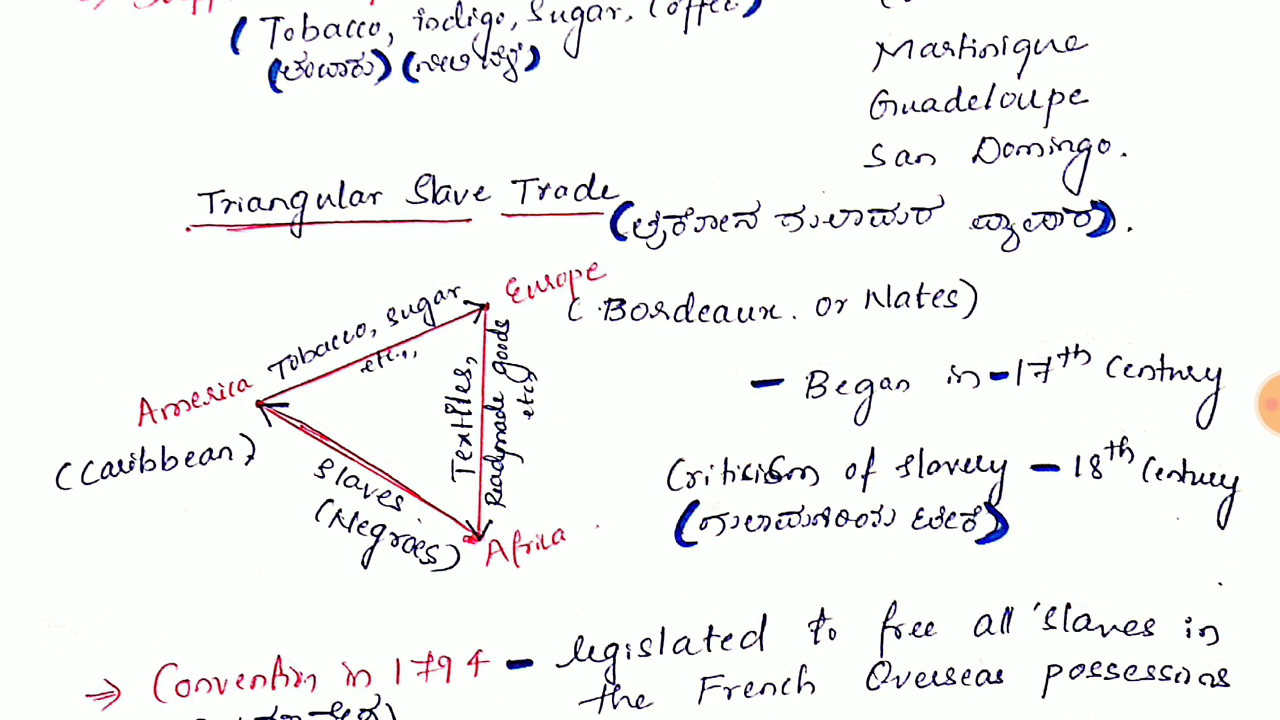 (Tobacco, indigo, Sugar, Coffee)
(ತಂಬಾಕು) (ನೀಲಿ ಬೆಳೆ)
Martinique
Guadeloupe
San Domingo.
Triangular Slave Trade
(ತ್ರಿಕೋನ ಗುಲಾಮರ ವ್ಯಾಪಾರ).
Europe
(Bordeaux. or Nates)
Tobacco, sugar
etc.,
America
(Caribbean)
Textiles,
Readymade goods
etc,
Slaves
(Negroes)
Africa
- Began in - 17th Century
Criticism of slavery - 18th Century
(ಗುಲಾಮಗಿರಿಯ ಟೀಕೆ)
⇒ Convention in 1794 - legislated to free all slaves in
the French Overseas possessions